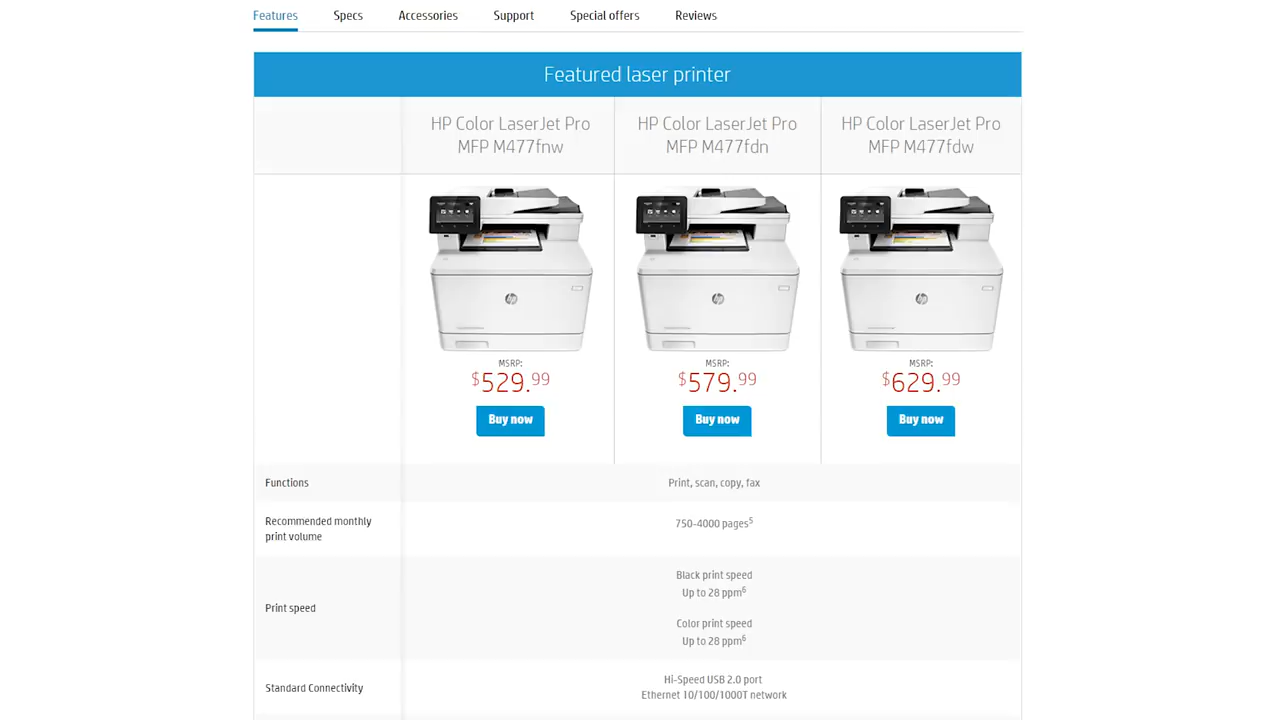 Features Specs Accessories Support Special offers Reviews
Featured laser printer
HP Color LaserJet Pro
MFP M477fnw
HP Color LaserJet Pro
MFP M477fdn
HP Color LaserJet Pro
MFP M477fdw
hp hp hp
MSRP: MSRP: MSRP:
$529.99 $579.99 $629.99
Buy now Buy now Buy now
Functions
Print, scan, copy, fax
Recommended monthly
print volume
750-4000 pages5
Print speed
Black print speed
Up to 28 ppm6
Color print speed
Up to 28 ppm6
Standard Connectivity
Hi-Speed USB 2.0 port
Ethernet 10/100/1000T network